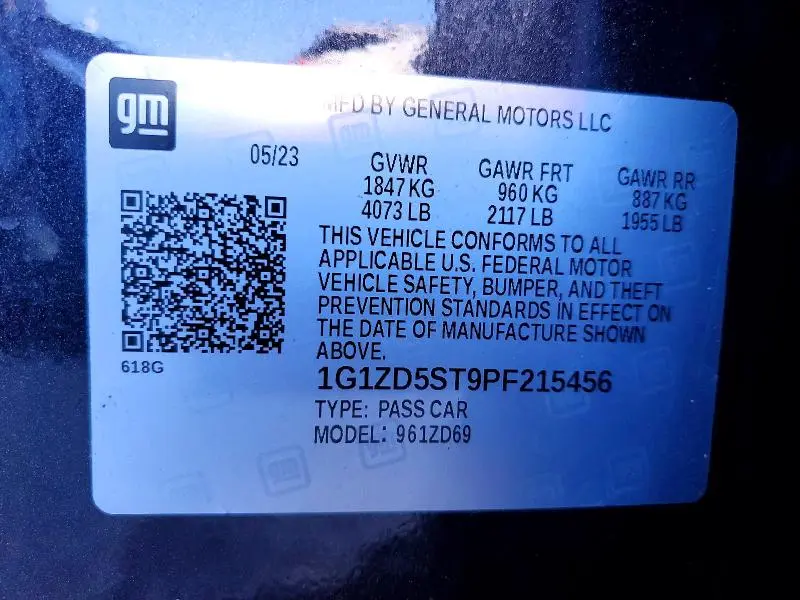 gm
MFD BY GENERAL MOTORS LLC
05/23
GVWR GAWR FRT GAWR RR
1847 KG 960 KG 887 KG
4073 LB 2117 LB 1955 LB
THIS VEHICLE CONFORMS TO ALL
APPLICABLE U.S. FEDERAL MOTOR
VEHICLE SAFETY, BUMPER, AND THEFT
PREVENTION STANDARDS IN EFFECT ON
THE DATE OF MANUFACTURE SHOWN
ABOVE.
618G
1G1ZD5ST9PF215456
TYPE: PASS CAR
MODEL: 961ZD69